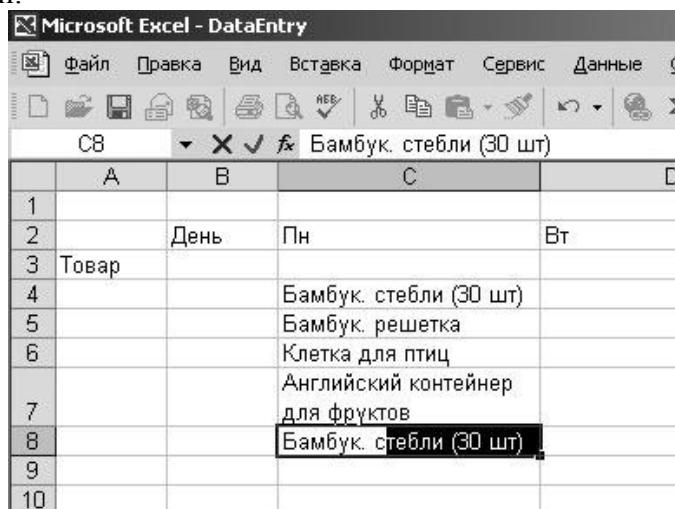 Microsoft Excel - DataEntry
Файл Правка Вид Вставка Формат Сервис Данные
C8 fx Бамбук. стебли (30 шт)
A B C
1
2 День Пн Вт
3 Товар
4 Бамбук. стебли (30 шт)
5 Бамбук. решетка
6 Клетка для птиц
Английский контейнер
7 для фруктов
8 Бамбук. стебли (30 шт)
9
10